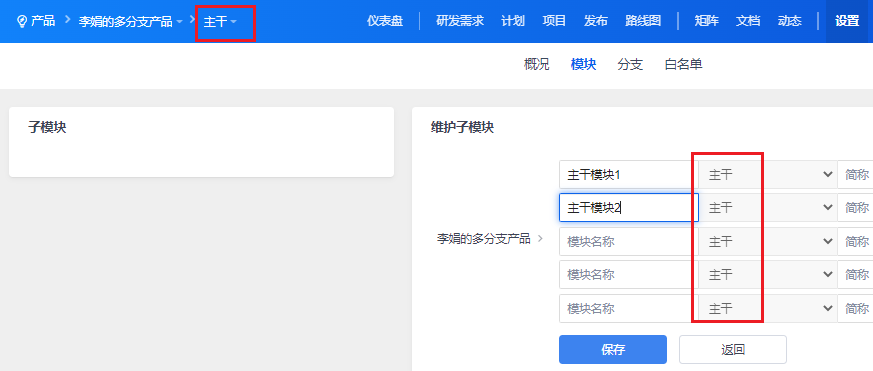 产品 李娟的多分支产品 主干 仪表盘 研发需求 计划 项目 发布 路线图 矩阵 文档 动态 设置
概况 模块 分支 白名单
子模块
维护子模块
主干模块1 主干 简称
主干模块2 主干 简称
李娟的多分支产品 模块名称 主干 简称
模块名称 主干 简称
模块名称 主干 简称
保存 返回